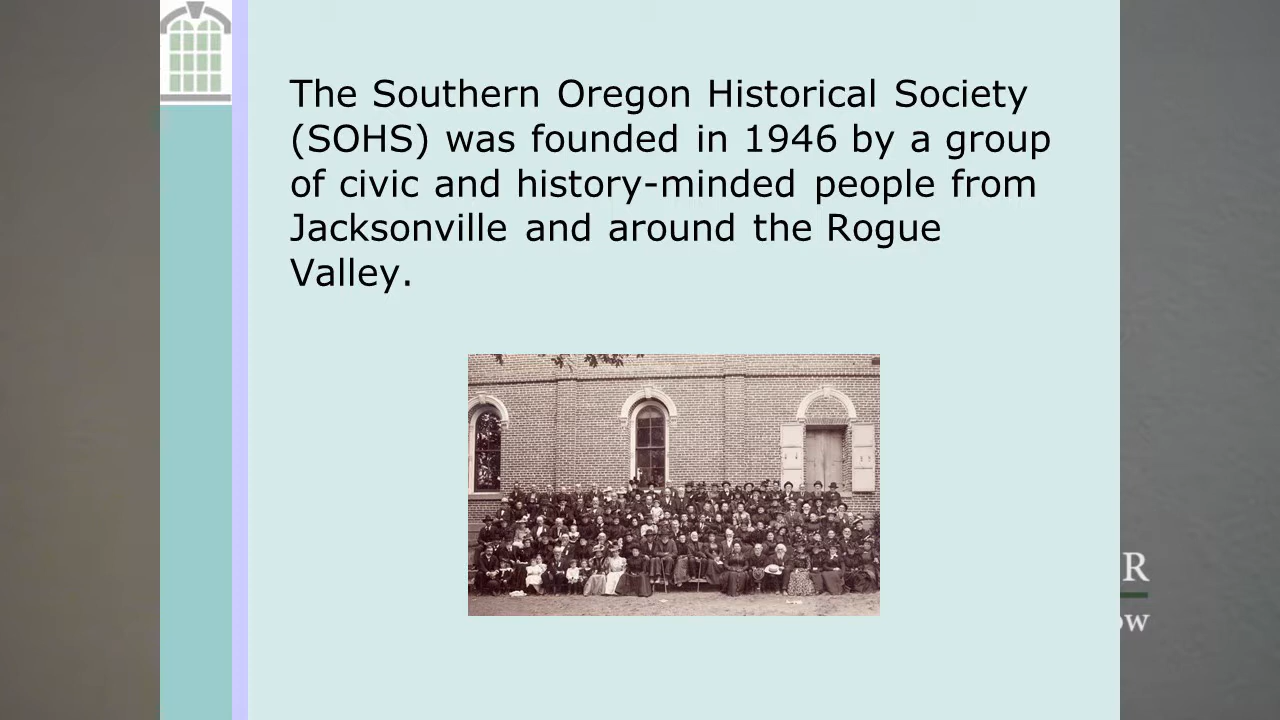 The Southern Oregon Historical Society
(SOHS) was founded in 1946 by a group
of civic and history-minded people from
Jacksonville and around the Rogue
Valley.
R
ow